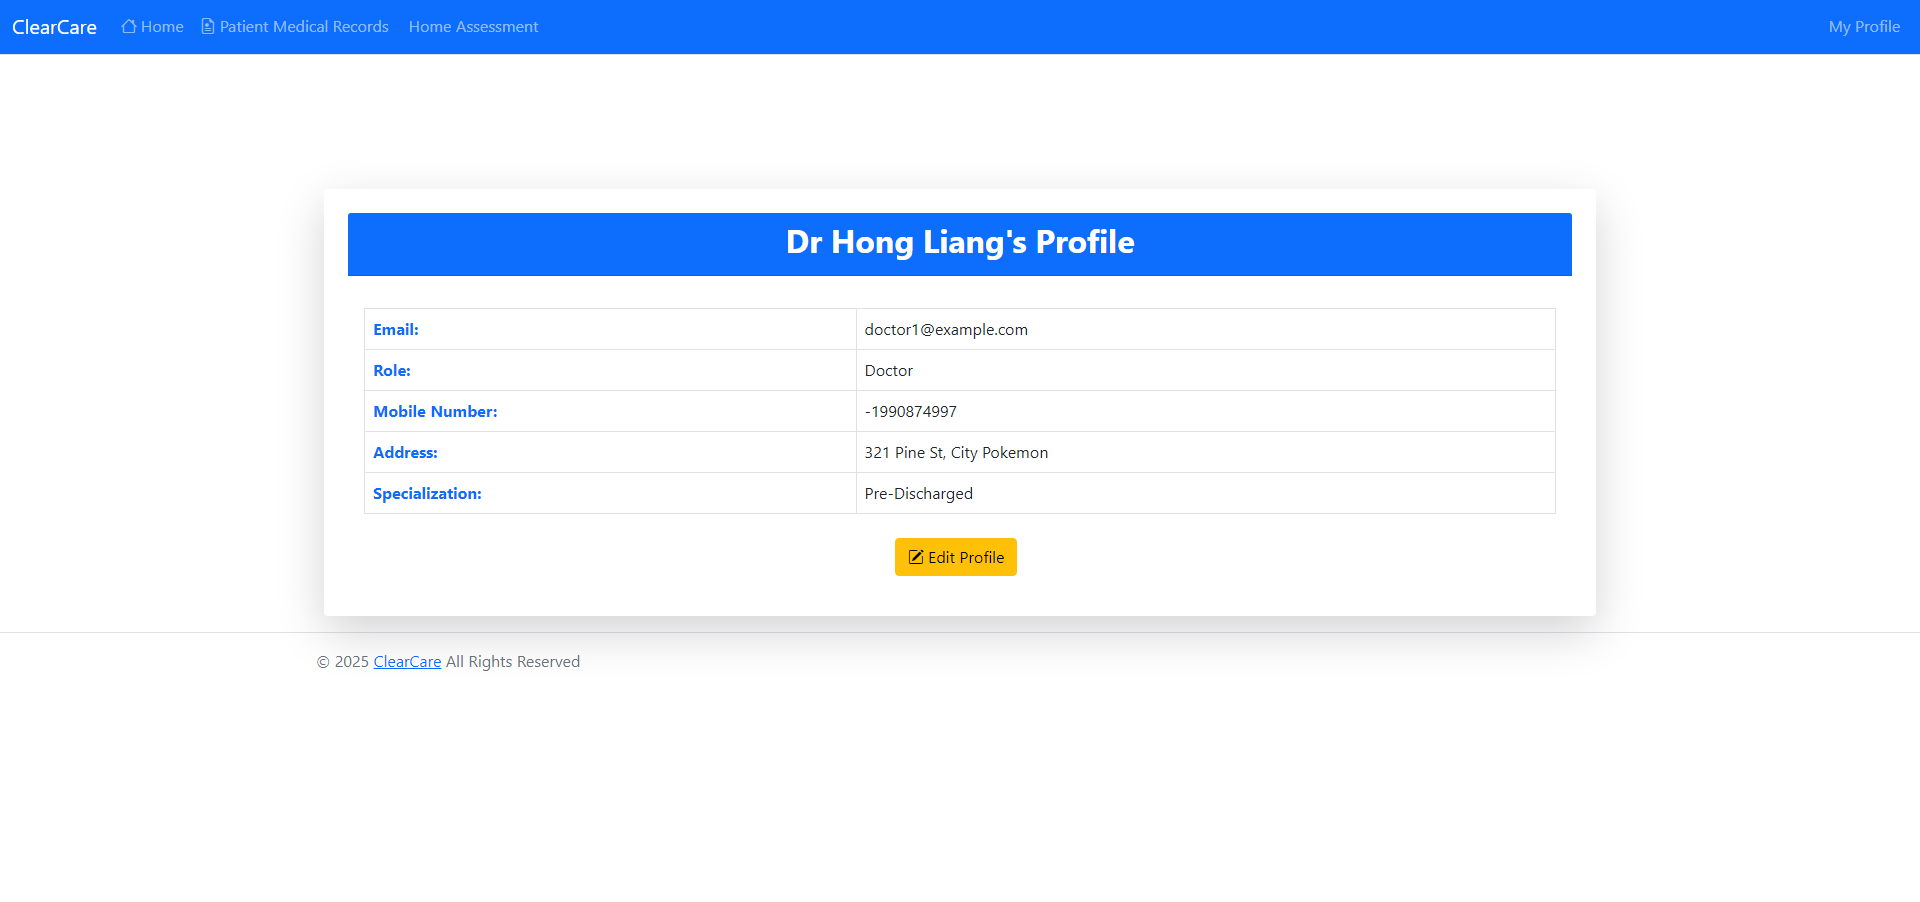 ClearCare Home Patient Medical Records Home Assessment My Profile
Dr Hong Liang's Profile
Email: doctor1@example.com
Role: Doctor
Mobile Number: -1990874997
Address: 321 Pine St, City Pokemon
Specialization: Pre-Discharged
Edit Profile
© 2025 ClearCare All Rights Reserved